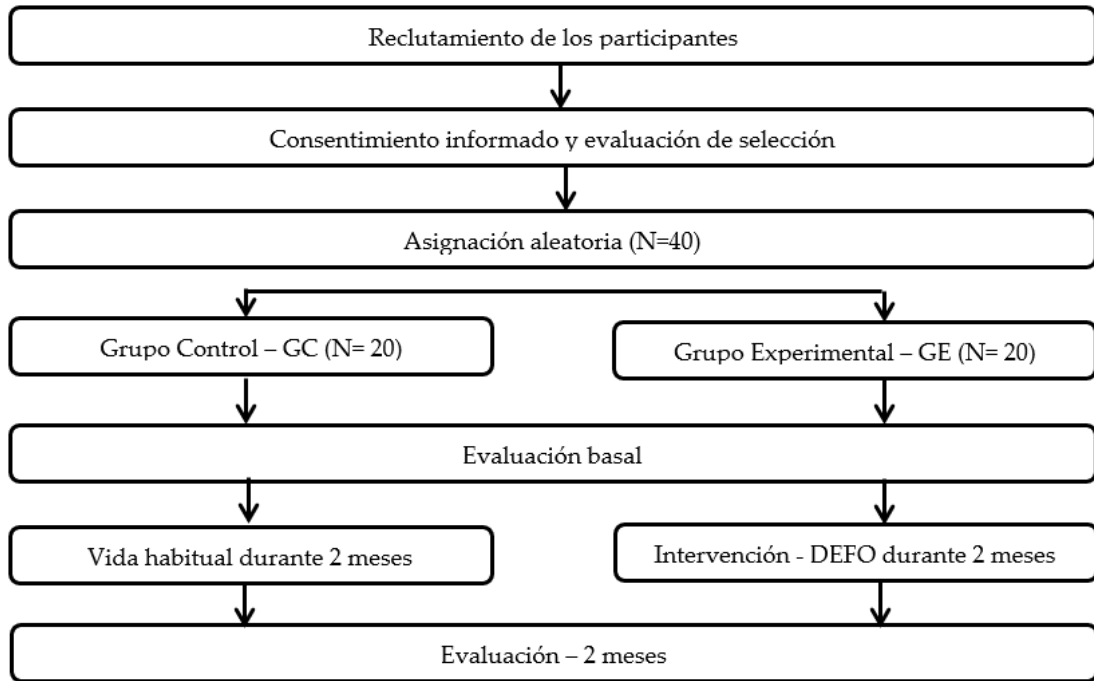 Reclutamiento de los participantes
Consentimiento informado y evaluación de selección
Asignación aleatoria (N=40)
Grupo Control – GC (N= 20)
Grupo Experimental – GE (N= 20)
Evaluación basal
Vida habitual durante 2 meses
Intervención - DEFO durante 2 meses
Evaluación – 2 meses